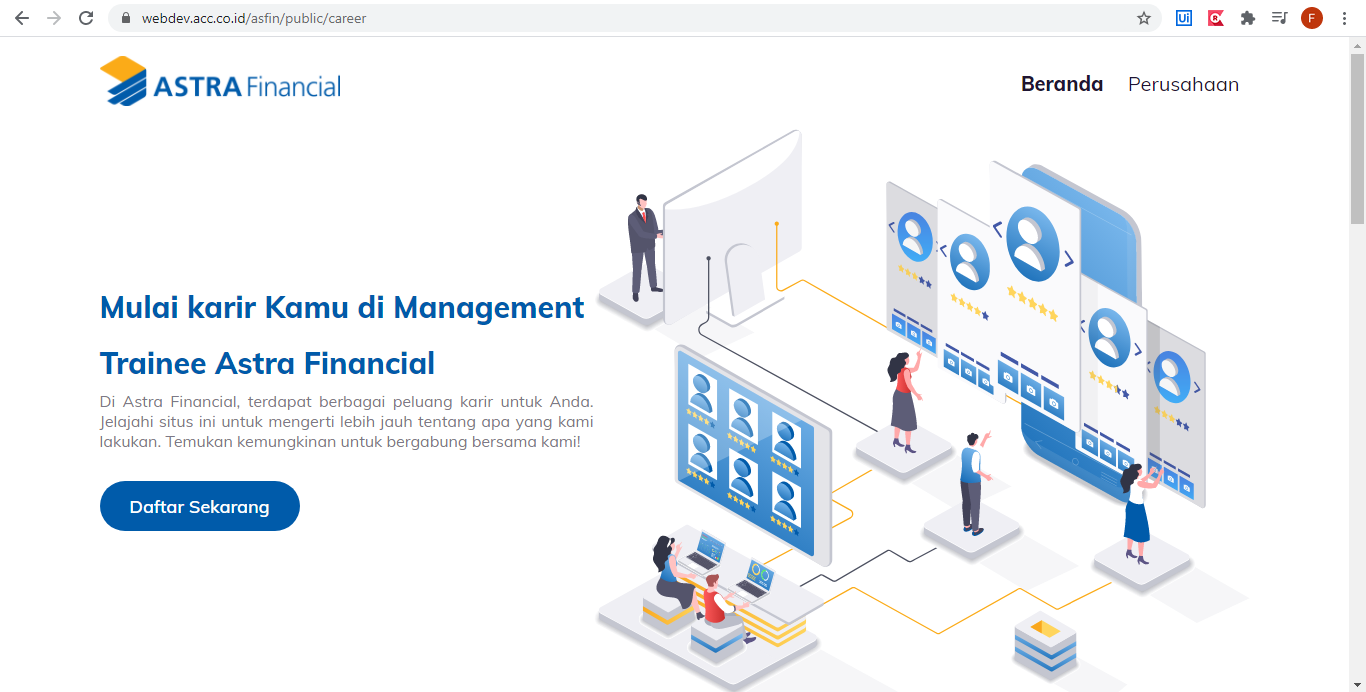 webdev.acc.co.id/asfin/public/career
F
ASTRA Financial
Beranda Perusahaan
Mulai karir Kamu di Management
Trainee Astra Financial
Di Astra Financial, terdapat berbagai peluang karir untuk Anda.
Jelajahi situs ini untuk mengerti lebih jauh tentang apa yang kami
lakukan. Temukan kemungkinan untuk bergabung bersama kami!
Daftar Sekarang